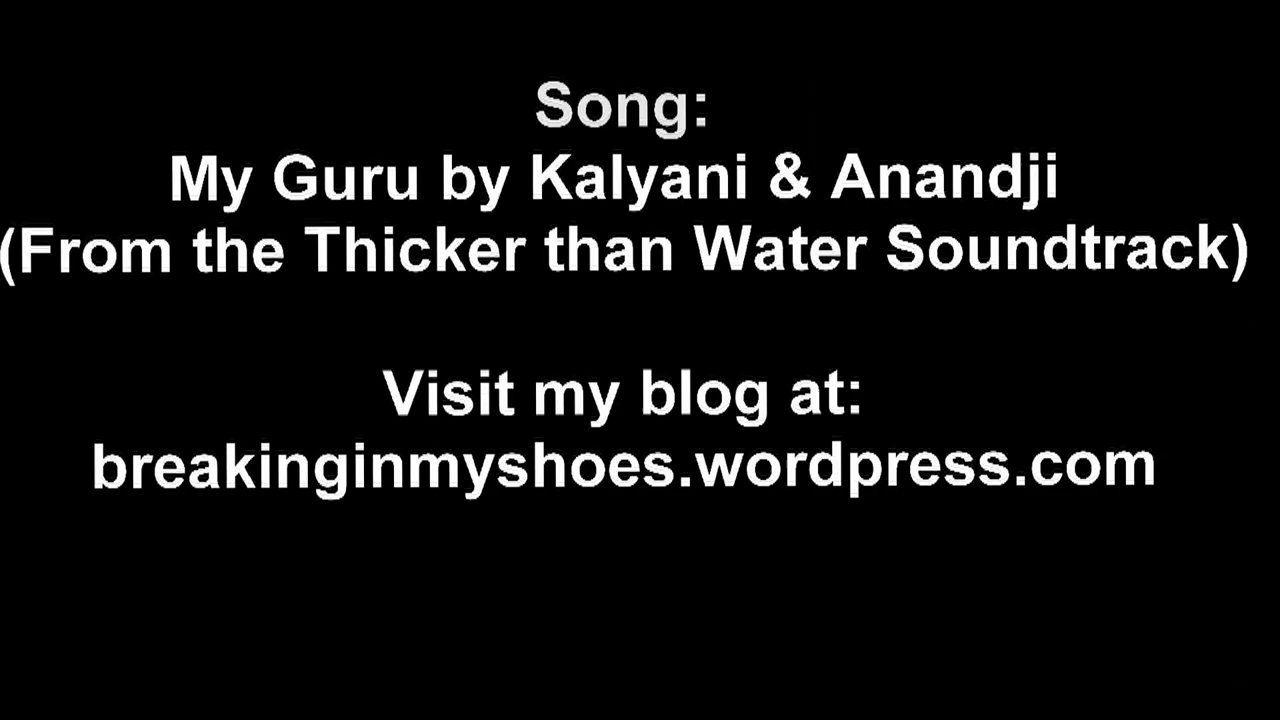 Song:
My Guru by Kalyani & Anandji
(From the Thicker than Water Soundtrack)
Visit my blog at:
breakinginmyshoes.wordpress.com